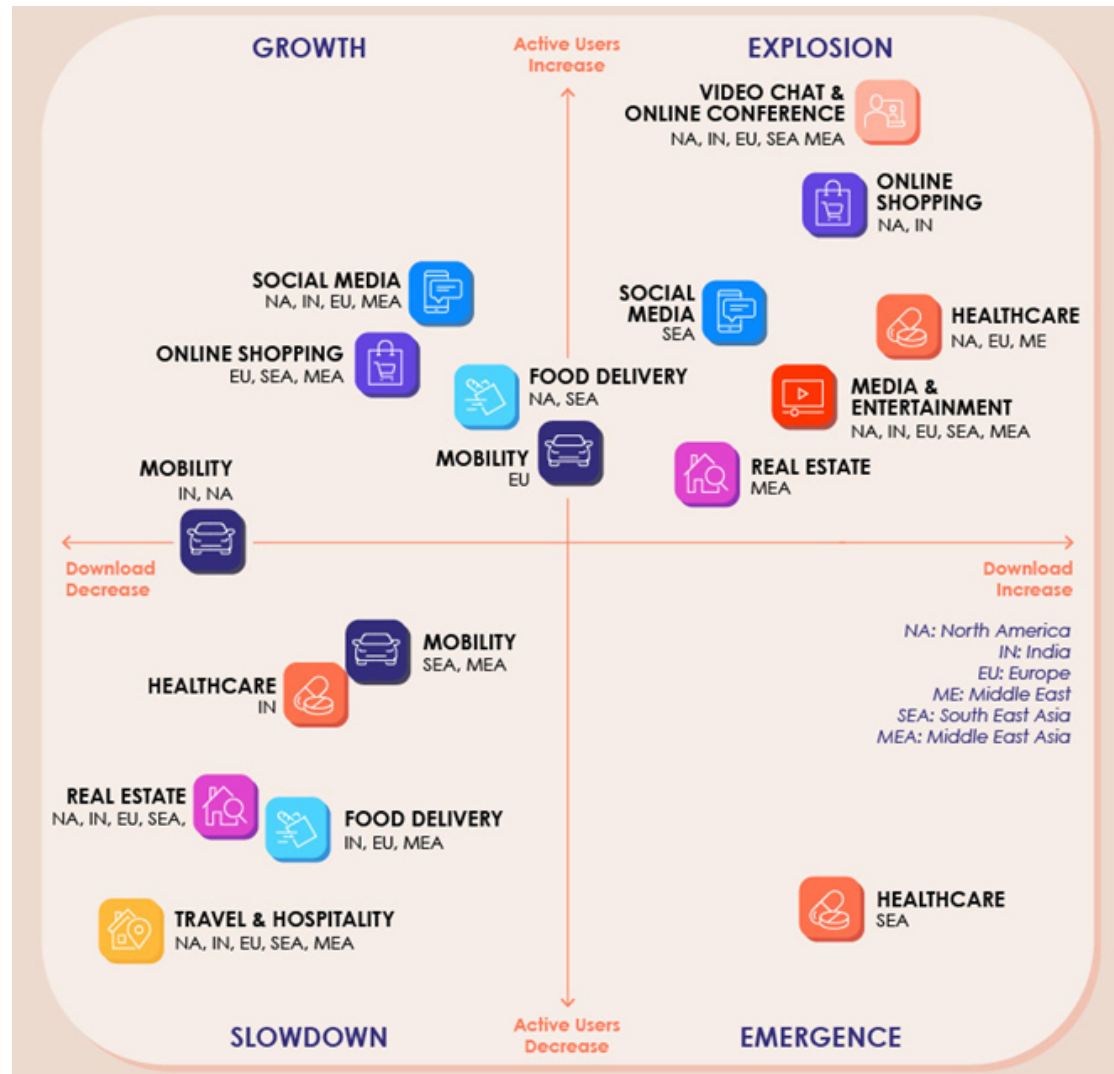 GROWTH
Active Users
Increase
EXPLOSION
VIDEO CHAT &
ONLINE CONFERENCE
NA, IN, EU, SEA MEA
ONLINE
SHOPPING
NA, IN
SOCIAL MEDIA
NA, IN, EU, MEA
SOCIAL
MEDIA
SEA
HEALTHCARE
NA, EU, ME
ONLINE SHOPPING
EU, SEA, MEA
FOOD DELIVERY
NA, SEA
MEDIA &
ENTERTAINMENT
NA, IN, EU, SEA, MEA
MOBILITY
EU
REAL ESTATE
MEA
MOBILITY
IN, NA
Download
Decrease
Download
Increase
NA: North America
IN: India
EU: Europe
ME: Middle East
SEA: South East Asia
MEA: Middle East Asia
MOBILITY
SEA, MEA
HEALTHCARE
IN
REAL ESTATE
NA, IN, EU, SEA,
FOOD DELIVERY
IN, EU, MEA
TRAVEL & HOSPITALITY
NA, IN, EU, SEA, MEA
HEALTHCARE
SEA
SLOWDOWN
Active Users
Decrease
EMERGENCE